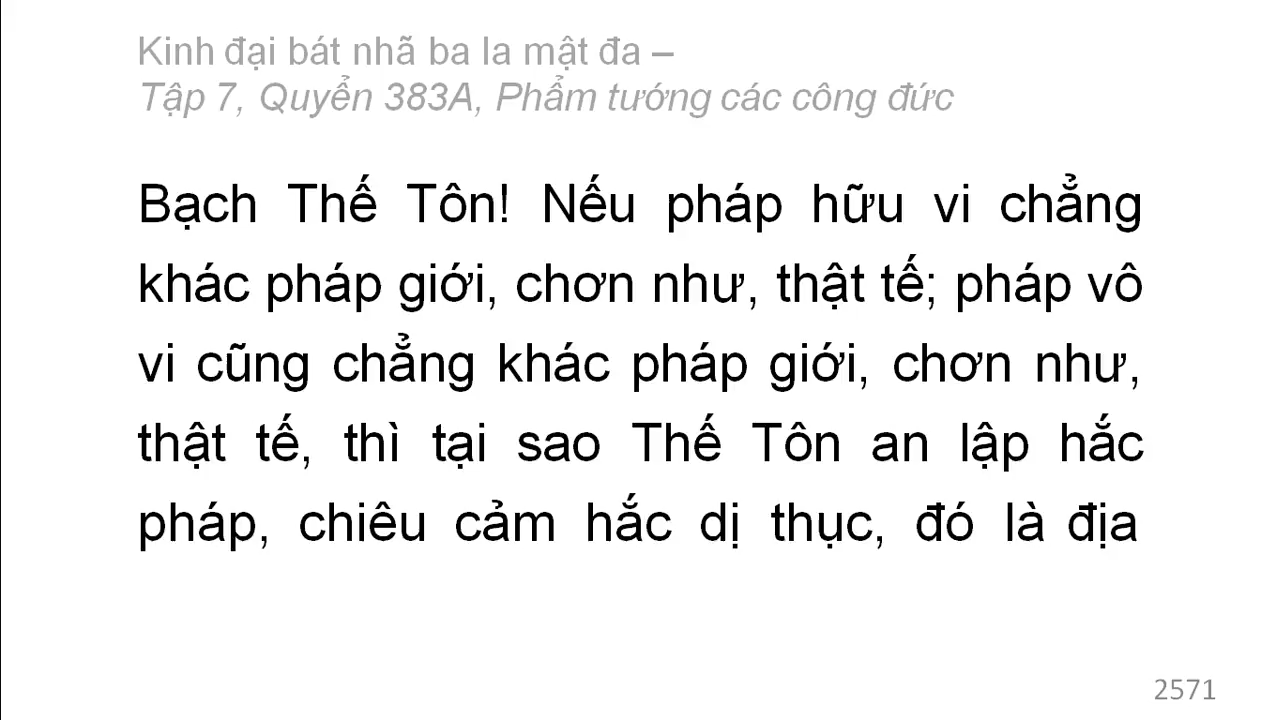 Kinh đại bát nhã ba la mật đa –
Tập 7, Quyển 383A, Phẩm tướng các công đức
Bạch Thế Tôn! Nếu pháp hữu vi chẳng
khác pháp giới, chơn như, thật tế; pháp vô
vi cũng chẳng khác pháp giới, chơn như,
thật tế, thì tại sao Thế Tôn an lập hắc
pháp, chiêu cảm hắc dị thục, đó là địa
2571